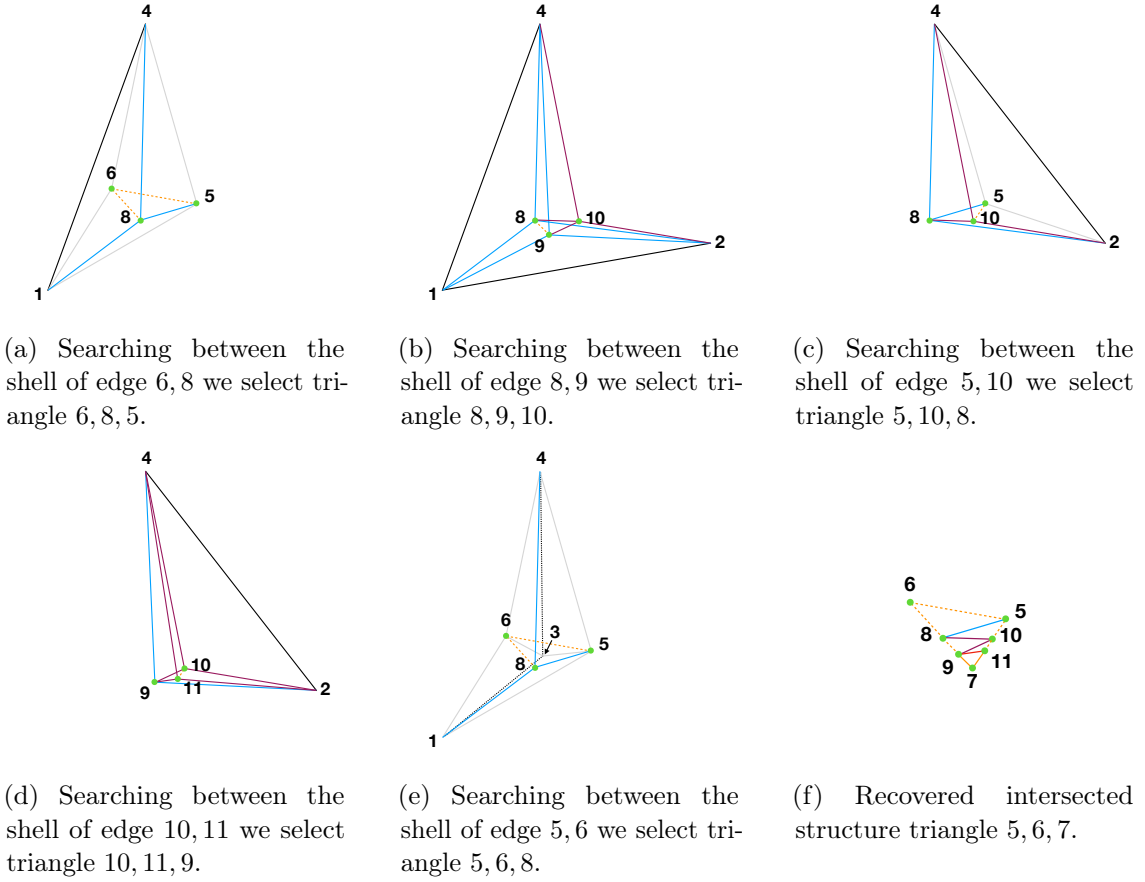 4
6
5
8
1
4
8
10
9
2
1
4
5
8
10
2
(a) Searching between the
shell of edge 6, 8 we select tri-
angle 6, 8, 5.
(b) Searching between the
shell of edge 8, 9 we select tri-
angle 8, 9, 10.
(c) Searching between the
shell of edge 5, 10 we select
triangle 5, 10, 8.
4
10
9
11
2
4
6
3
5
8
1
6
5
8
10
9
11
7
(d) Searching between the
shell of edge 10, 11 we select
triangle 10, 11, 9.
(e) Searching between the
shell of edge 5, 6 we select tri-
angle 5, 6, 8.
(f) Recovered intersected
structure triangle 5, 6, 7.